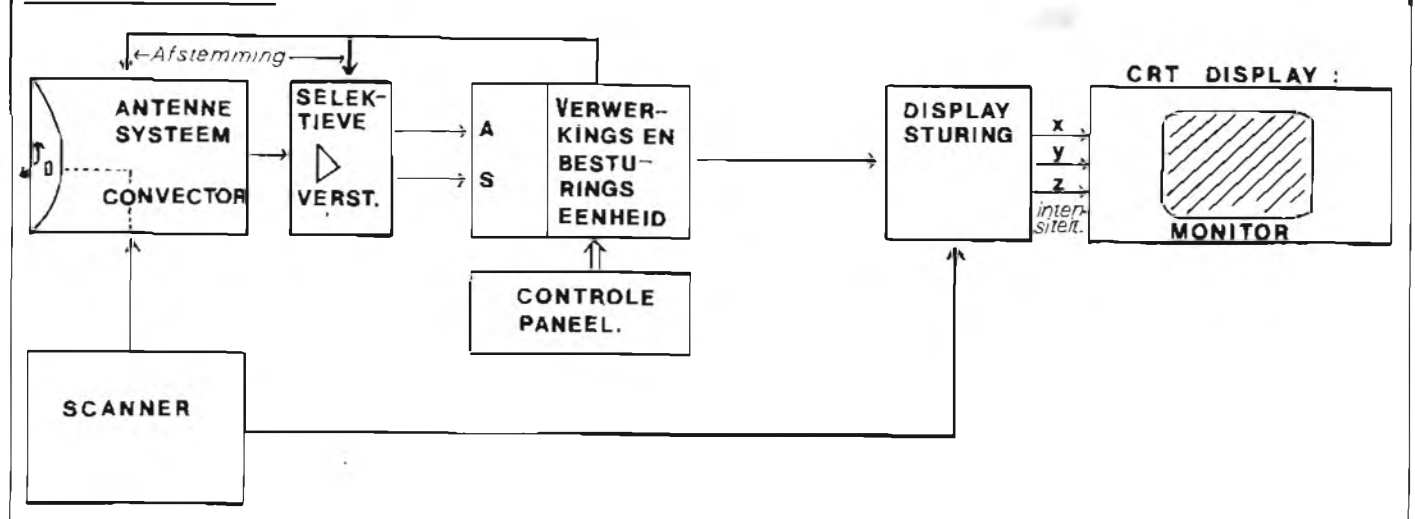 ←Afstemming
CRT DISPLAY :
ANTENNE
SYSTEEM
CONVECTOR
SELEK-
TIEVE
VERST.
A
S
VERWER-
KINGS EN
BESTU-
RINGS
EENHEID
DISPLAY
STURING
x
y
z
inten-
siteit.
MONITOR
CONTROLE
PANEEL.
SCANNER